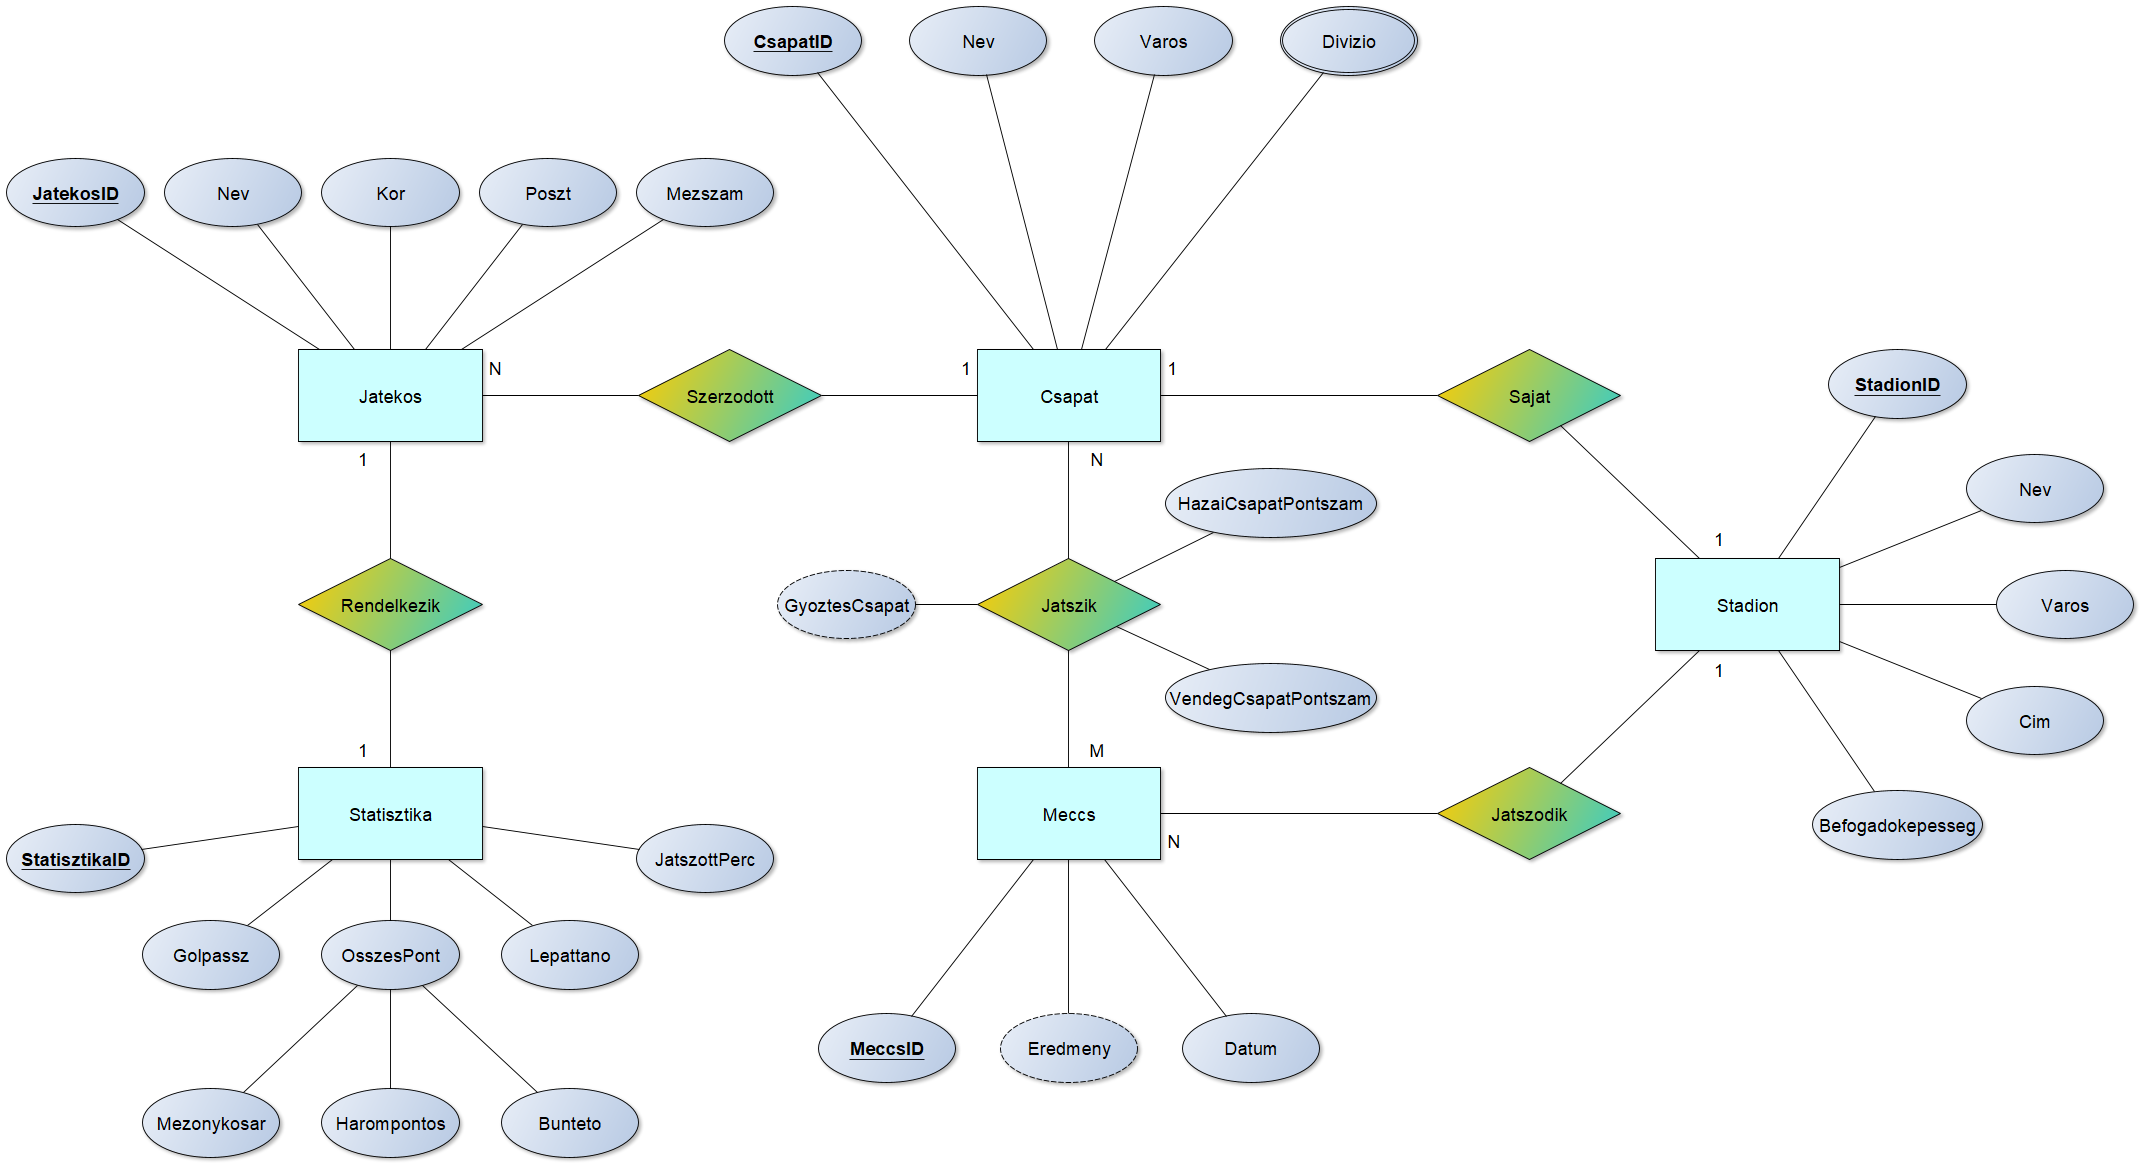 CsapatID
Nev
Varos
Divizio
JatekosID
Nev
Kor
Poszt
Mezszam
N
1
1
Jatekos
Szerzodott
Csapat
Sajat
StadionID
1
N
HazaiCsapatPontszam
Nev
1
Rendelkezik
GyoztesCsapat
Jatszik
Stadion
Varos
1
VendegCsapatPontszam
Cim
1
M
Statisztika
Meccs
Jatszodik
Befogadokepesseg
N
StatisztikaID
JatszottPerc
Golpassz
OsszesPont
Lepattano
MeccsID
Eredmeny
Datum
Mezonykosar
Harompontos
Bunteto